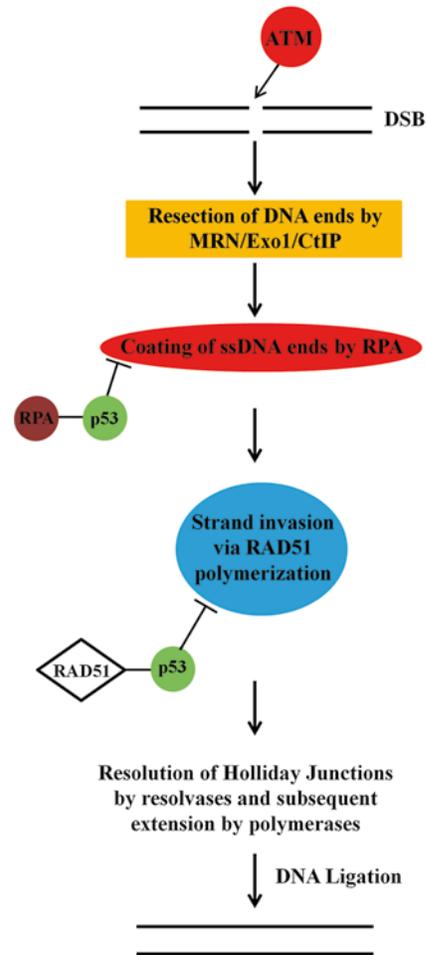 ATM
DSB
Resection of DNA ends by
MRN/Exo1/CtIP
Coating of ssDNA ends by RPA
RPA
p53
Strand invasion
via RAD51
polymerization
RAD51
p53
Resolution of Holliday Junctions
by resolvases and subsequent
extension by polymerases
DNA Ligation